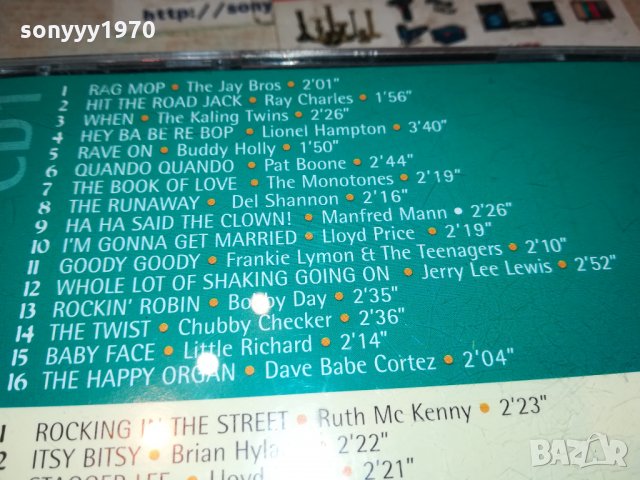 sonyyy1970
http://sony
CD1
1 RAG MOP • The Jay Bros • 2'01"
2 HIT THE ROAD JACK • Ray Charles • 1'56"
3 WHEN • The Kaling Twins • 2'26"
4 HEY BA BE RE BOP • Lionel Hampton • 3'40"
5 RAVE ON • Buddy Holly • 1'50"
6 QUANDO QUANDO • Pat Boone • 2'44"
7 THE BOOK OF LOVE • The Monotones • 2'19"
8 THE RUNAWAY • Del Shannon • 2'16"
9 HA HA SAID THE CLOWN! • Manfred Mann • 2'26"
10 I'M GONNA GET MARRIED • Lloyd Price • 2'19"
11 GOODY GOODY • Frankie Lymon & The Teenagers • 2'10"
12 WHOLE LOT OF SHAKING GOING ON • Jerry Lee Lewis • 2'52"
13 ROCKIN' ROBIN • Bobby Day • 2'35"
14 THE TWIST • Chubby Checker • 2'36"
15 BABY FACE • Little Richard • 2'14"
16 THE HAPPY ORGAN • Dave Babe Cortez • 2'04"
1 ROCKING IN THE STREET • Ruth Mc Kenny • 2'23"
2 ITSY BITSY • Brian 2'22"
STAGGER LEE • Lloyd 2'21"
BAZAR.BG